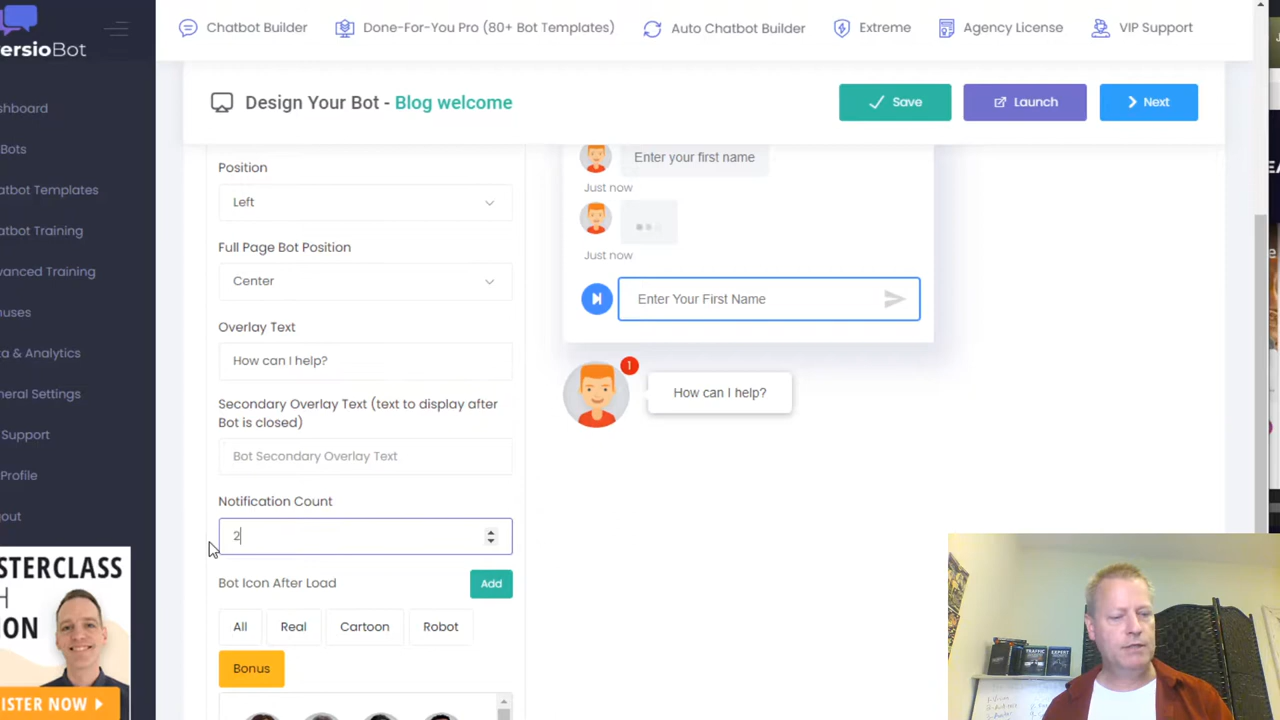 Chatbot Builder
Done-For-You Pro (80+ Bot Templates)
Auto Chatbot Builder
Extreme
Agency License
VIP Support
ersioBot
Design Your Bot - Blog welcome
Save
Launch
Next
shboard
Bots
atbot Templates
atbot Training
vanced Training
nuses
ta & Analytics
neral Settings
Support
Profile
out
Position
Left
Full Page Bot Position
Center
Overlay Text
How can I help?
Secondary Overlay Text (text to display after
Bot is closed)
Bot Secondary Overlay Text
Notification Count
2
Bot Icon After Load
Add
All
Real
Cartoon
Robot
Bonus
Enter your first name
Just now
Just now
Enter Your First Name
1
How can I help?
STERCLASS
H
ON
ISTER NOW
TRAFFIC
EXPERT